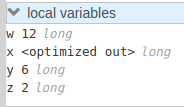 local variables
w 12 long
x <optimized out> long
y 6 long
z 2 long